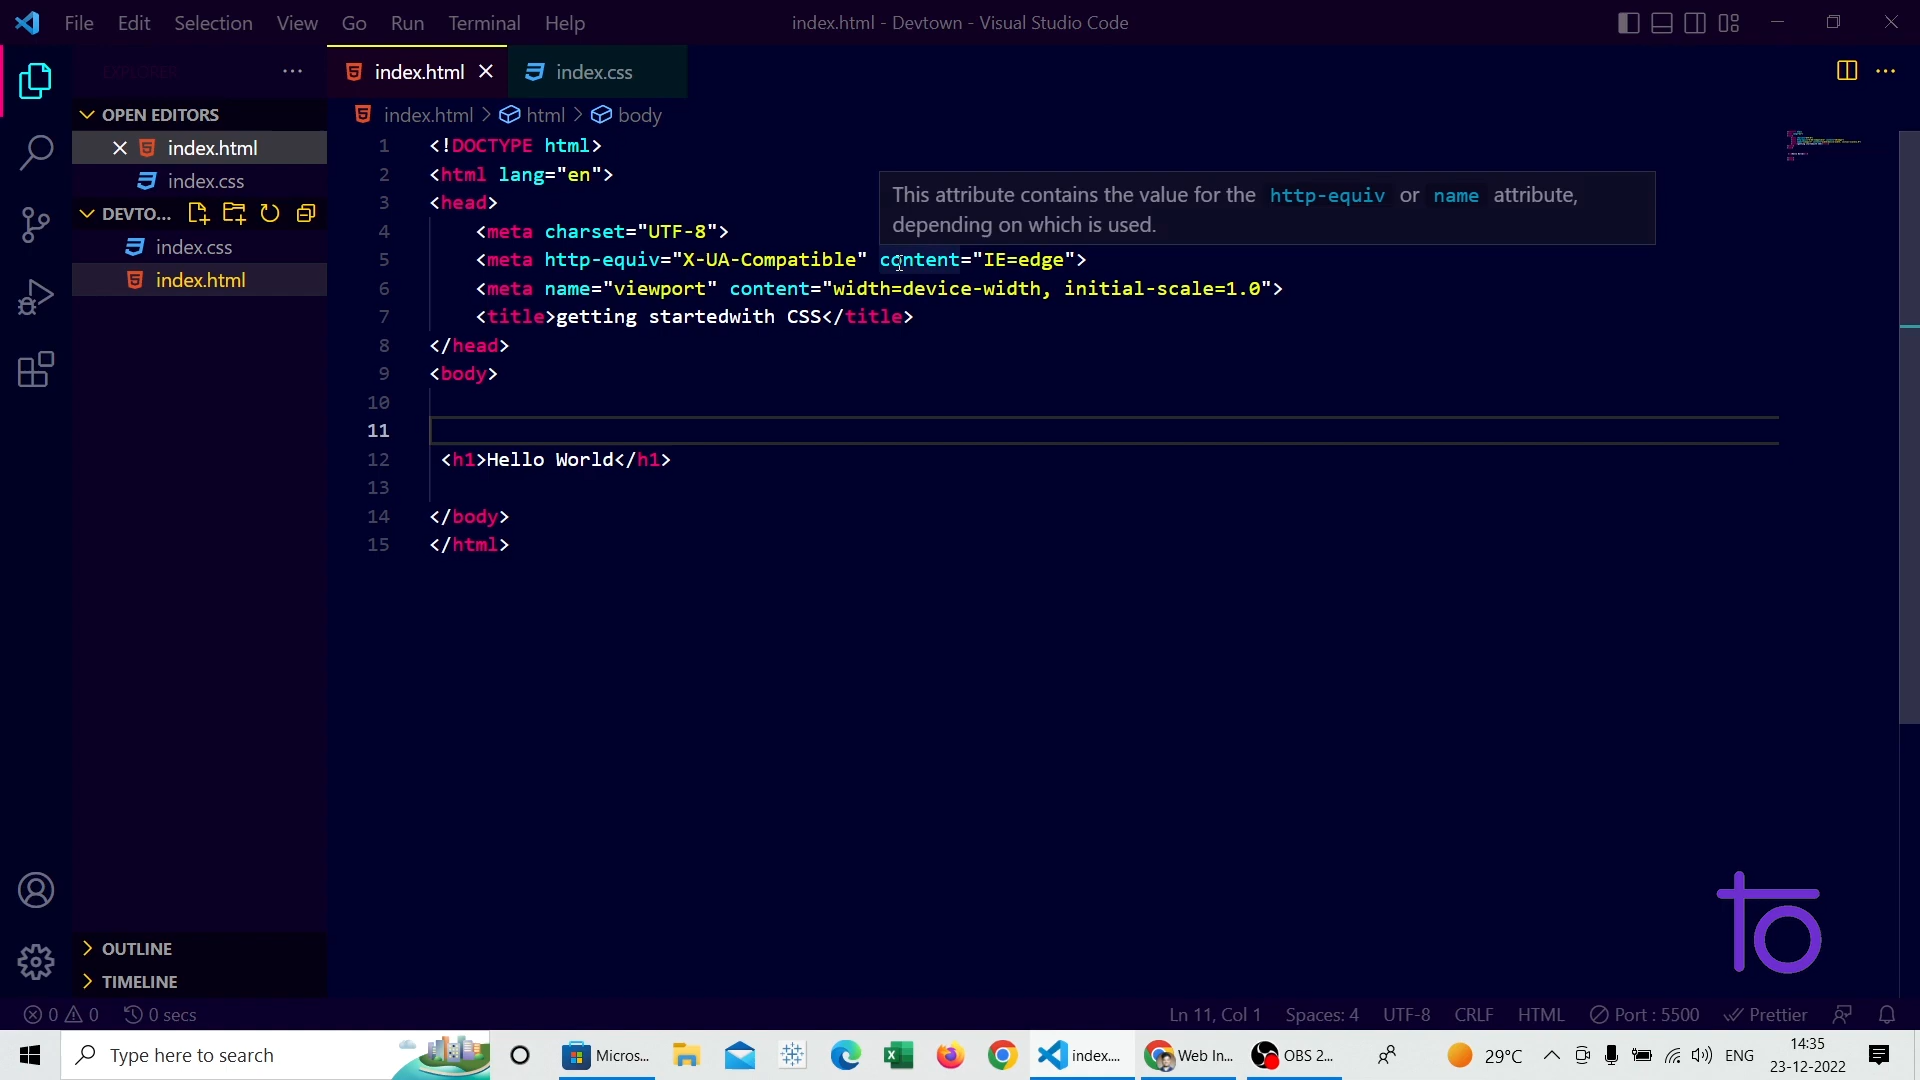 File Edit Selection View Go Run Terminal Help
index.html - Devtown - Visual Studio Code
EXPLORER
index.html
index.css
OPEN EDITORS
index.html > html > body
index.html
index.css
DEVTO...
index.css
index.html
1 <!DOCTYPE html>
2 <html lang="en">
3 <head>
This attribute contains the value for the http-equiv or name attribute,
depending on which is used.
4 <meta charset="UTF-8">
5 <meta http-equiv="X-UA-Compatible" content="IE=edge">
6 <meta name="viewport" content="width=device-width, initial-scale=1.0">
7 <title>getting startedwith CSS</title>
8 </head>
9 <body>
10
11
12 <h1>Hello World</h1>
13
14 </body>
15 </html>
OUTLINE
TIMELINE
0 0 0 secs
Ln 11, Col 1 Spaces: 4 UTF-8 CRLF HTML Port : 5500 Prettier
Type here to search
Micros...
index....
Web In...
OBS 2...
29°C
ENG
14:35
23-12-2022